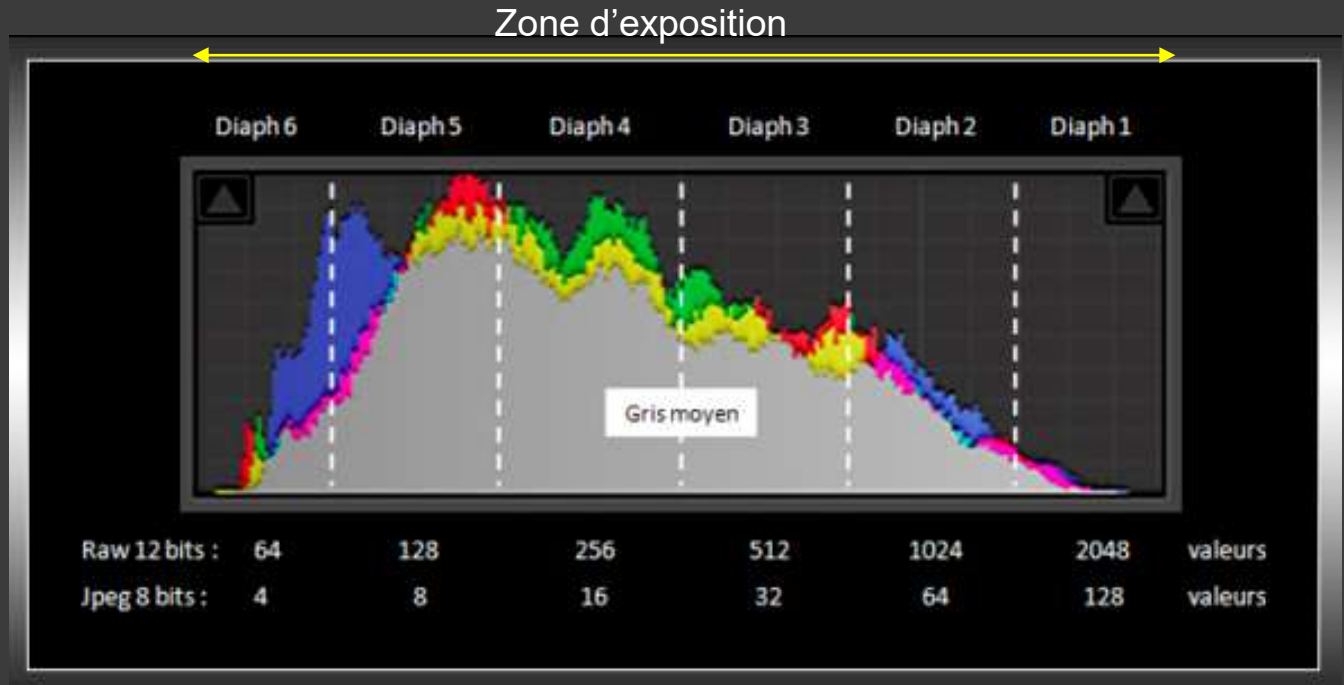 Zone d’exposition
Diaph 6 Diaph 5 Diaph 4 Diaph 3 Diaph 2 Diaph 1
Gris moyen
Raw 12 bits : 64 128 256 512 1024 2048 valeurs
Jpeg 8 bits : 4 8 16 32 64 128 valeurs